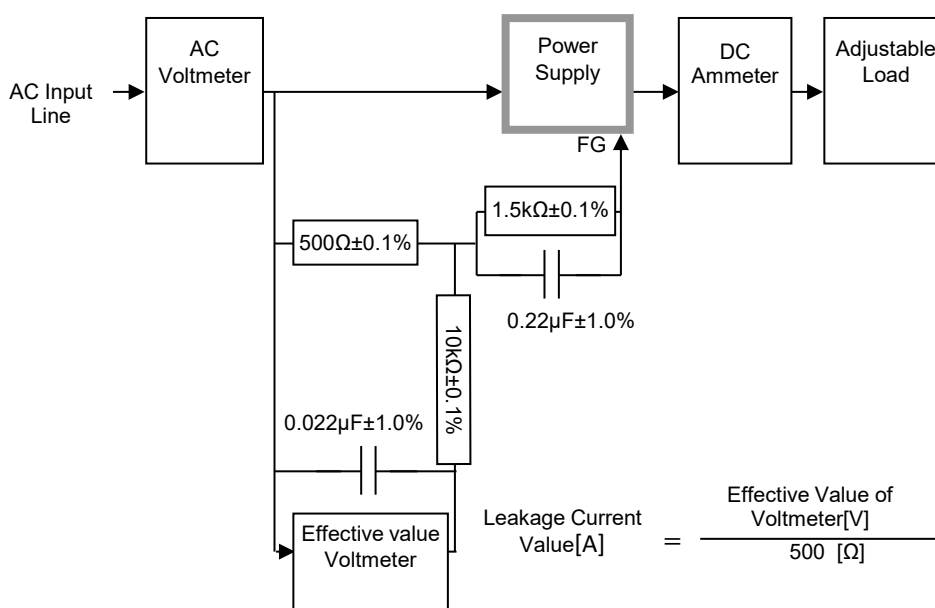 AC
Voltmeter
Power
Supply
DC
Ammeter
Adjustable
Load
AC Input
Line
FG
1.5kΩ±0.1%
500Ω±0.1%
0.22µF±1.0%
10kΩ±0.1%
0.022µF±1.0%
Effective value
Voltmeter
Leakage Current
Value[A]
=
Effective Value of
Voltmeter[V]
500 [Ω]